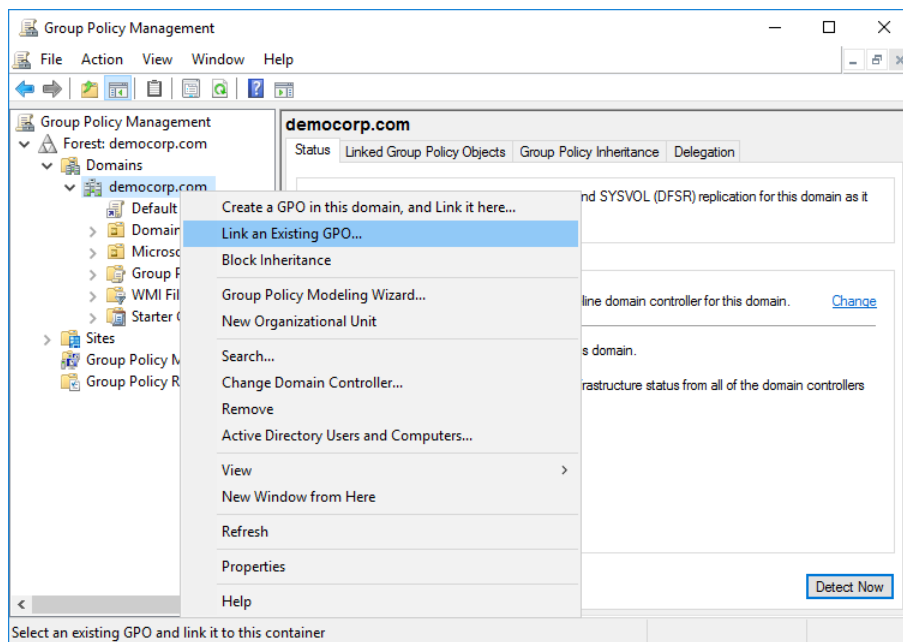 Group Policy Management
File Action View Window Help
Group Policy Management
Forest: democorp.com
Domains
democorp.com
Default
Domain
Microso
Group P
WMI Fil
Starter
Sites
Group Policy M
Group Policy R
democorp.com
Status Linked Group Policy Objects Group Policy Inheritance Delegation
nd SYSVOL (DFSR) replication for this domain as it
line domain controller for this domain. Change
s domain.
rastructure status from all of the domain controllers
Detect Now
Create a GPO in this domain, and Link it here...
Link an Existing GPO...
Block Inheritance
Group Policy Modeling Wizard...
New Organizational Unit
Search...
Change Domain Controller...
Remove
Active Directory Users and Computers...
View
New Window from Here
Refresh
Properties
Help
Select an existing GPO and link it to this container